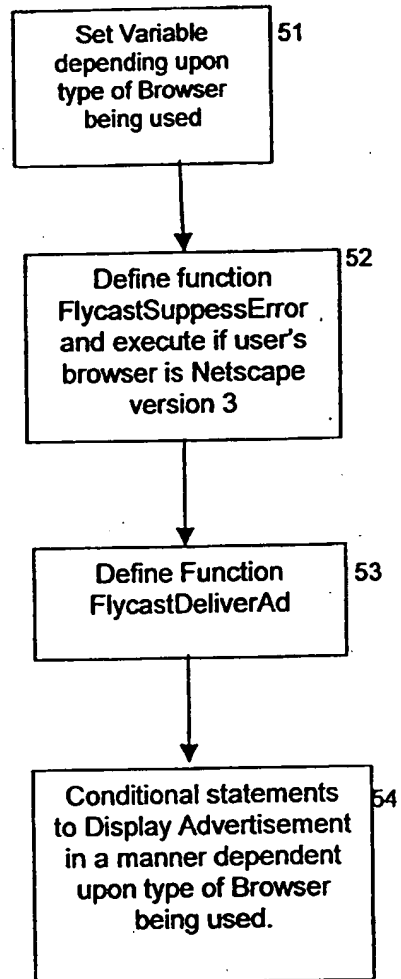 Set Variable
depending upon
type of Browser
being used
51
52
Define function
FlycastSuppessError
and execute if user's
browser is Netscape
version 3
Define Function
FlycastDeliverAd
53
Conditional statements
to Display Advertisement
in a manner dependent
upon type of Browser
being used.
54